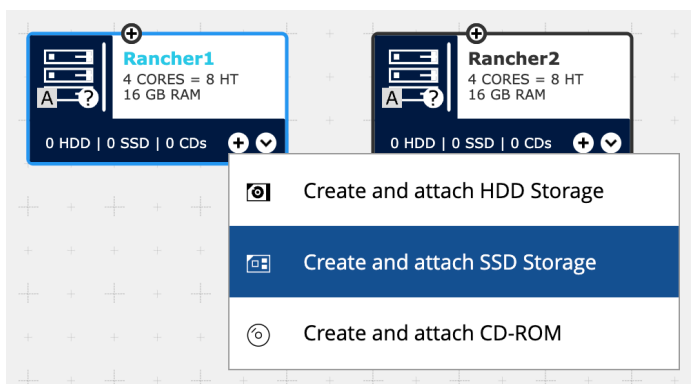 Rancher1
4 CORES = 8 HT
16 GB RAM
A ?
0 HDD | 0 SSD | 0 CDs
Rancher2
4 CORES = 8 HT
16 GB RAM
A ?
0 HDD | 0 SSD | 0 CDs
Create and attach HDD Storage
Create and attach SSD Storage
Create and attach CD-ROM